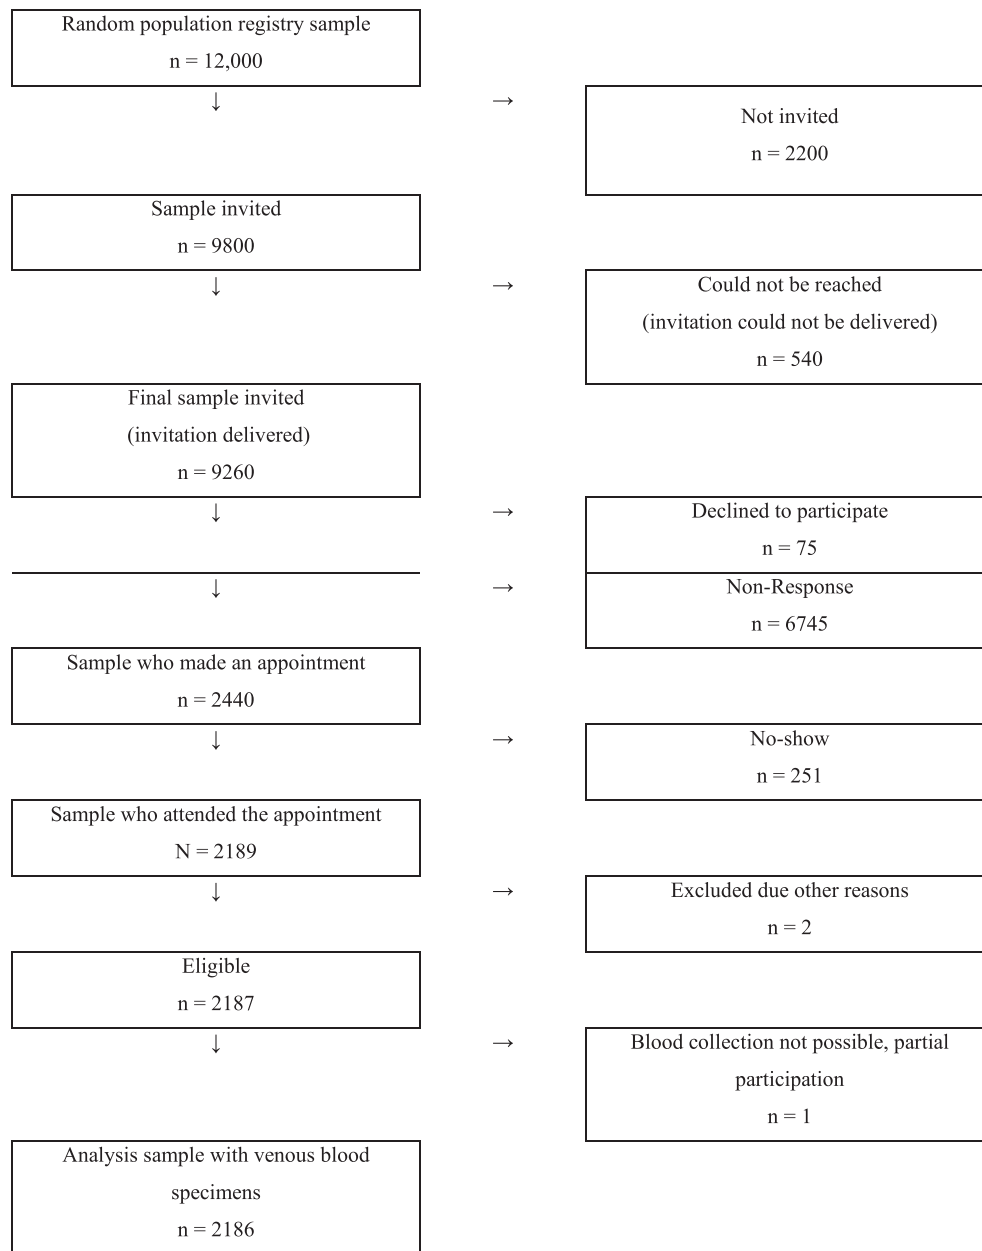 Random population registry sample
n = 12,000
↓ →
Not invited
n = 2200
Sample invited
n = 9800
↓ →
Could not be reached
(invitation could not be delivered)
n = 540
Final sample invited
(invitation delivered)
n = 9260
↓ →
Declined to participate
n = 75
↓ →
Non-Response
n = 6745
Sample who made an appointment
n = 2440
↓ →
No-show
n = 251
Sample who attended the appointment
N = 2189
↓ →
Excluded due other reasons
n = 2
Eligible
n = 2187
↓ →
Blood collection not possible, partial
participation
n = 1
Analysis sample with venous blood
specimens
n = 2186